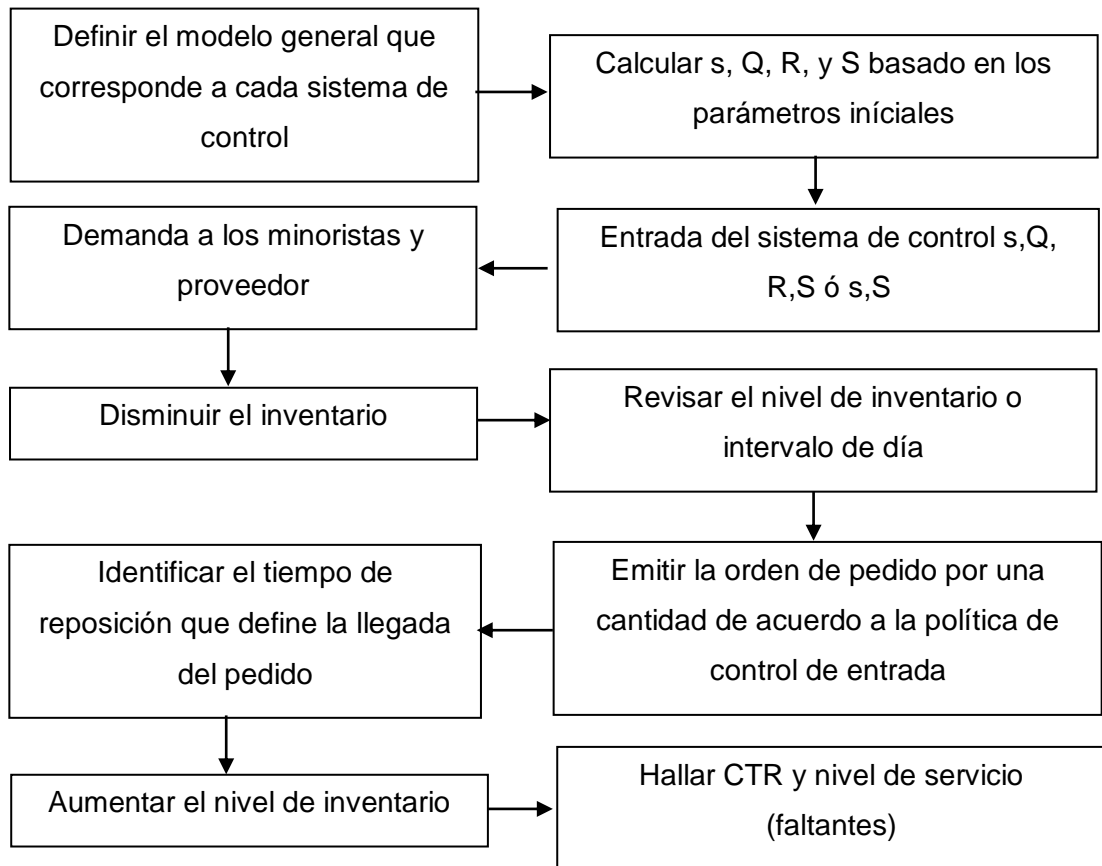 Definir el modelo general que
corresponde a cada sistema de
control
Calcular s, Q, R, y S basado en los
parámetros iníciales
Entrada del sistema de control s,Q,
R,S ó s,S
Demanda a los minoristas y
proveedor
Disminuir el inventario
Revisar el nivel de inventario o
intervalo de día
Emitir la orden de pedido por una
cantidad de acuerdo a la política de
control de entrada
Identificar el tiempo de
reposición que define la llegada
del pedido
Aumentar el nivel de inventario
Hallar CTR y nivel de servicio
(faltantes)